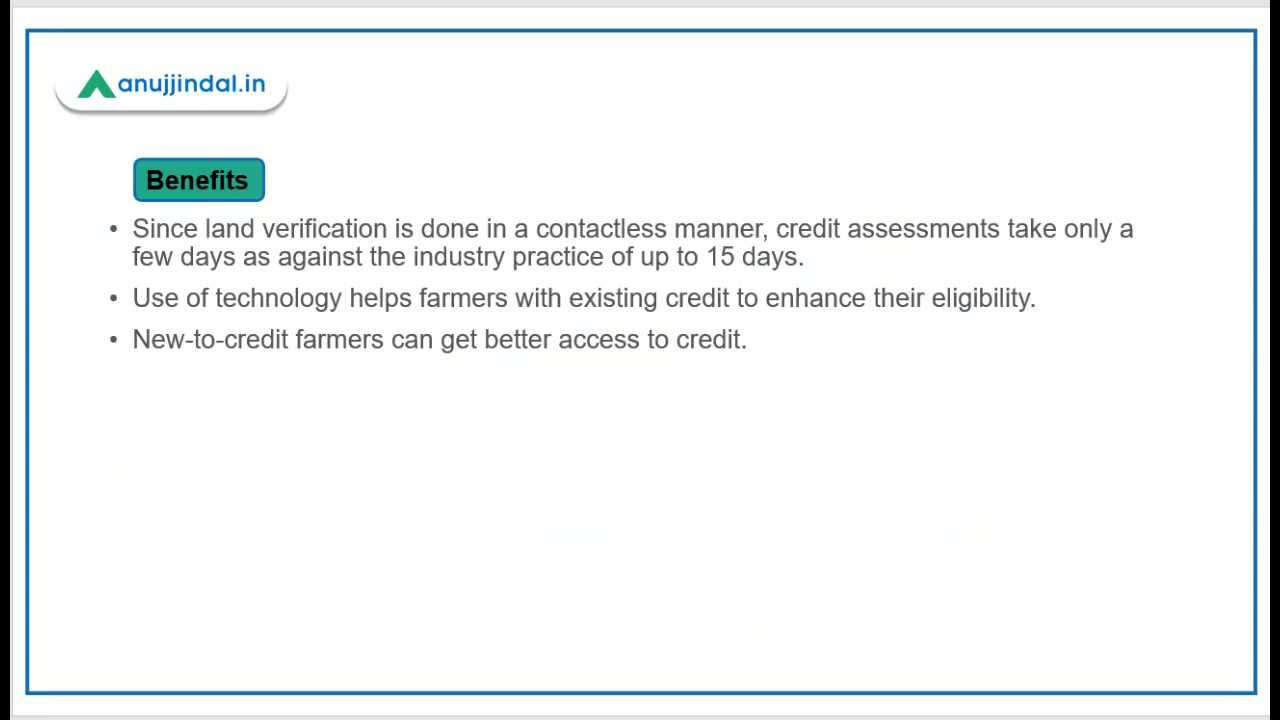 anujjindal.in
Benefits
• Since land verification is done in a contactless manner, credit assessments take only a
few days as against the industry practice of up to 15 days.
• Use of technology helps farmers with existing credit to enhance their eligibility.
• New-to-credit farmers can get better access to credit.